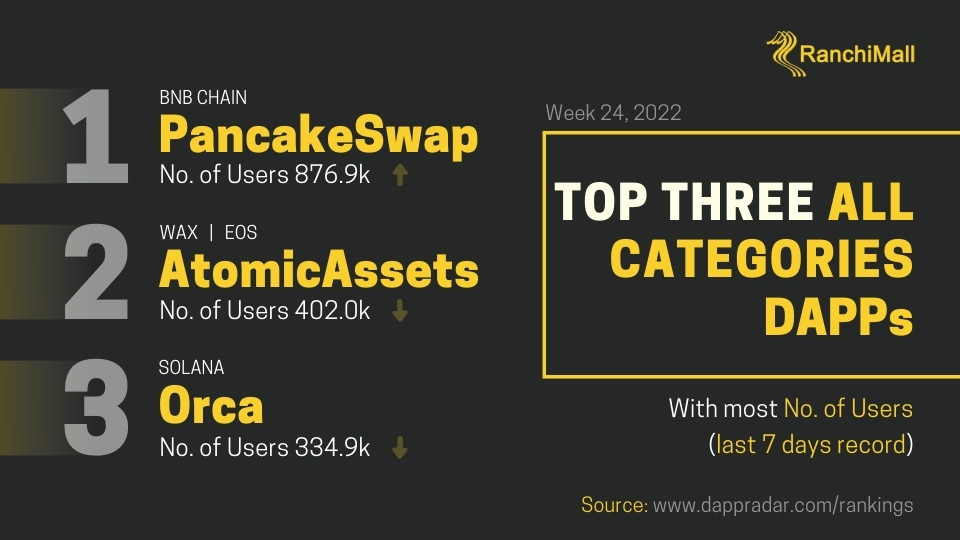 RanchiMall
1
BNB CHAIN
PancakeSwap
No. of Users 876.9k
2
WAX | EOS
AtomicAssets
No. of Users 402.0k
3
SOLANA
Orca
No. of Users 334.9k
Week 24, 2022
TOP THREE ALL
CATEGORIES
DAPPs
With most No. of Users
(last 7 days record)
Source: www.dappradar.com/rankings